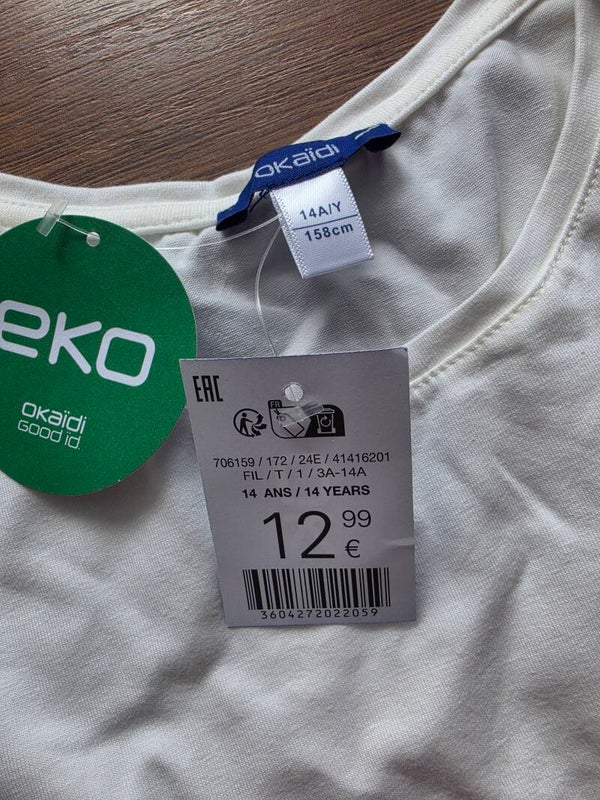 okaïdi
14A/Y
158cm
eko
okaïdi
GOOD id.
EAC
FR
706159 / 172 / 24E / 41416201
FIL / T / 1 / 3A-14A
14 ANS / 14 YEARS
12 99
€
3604272022059